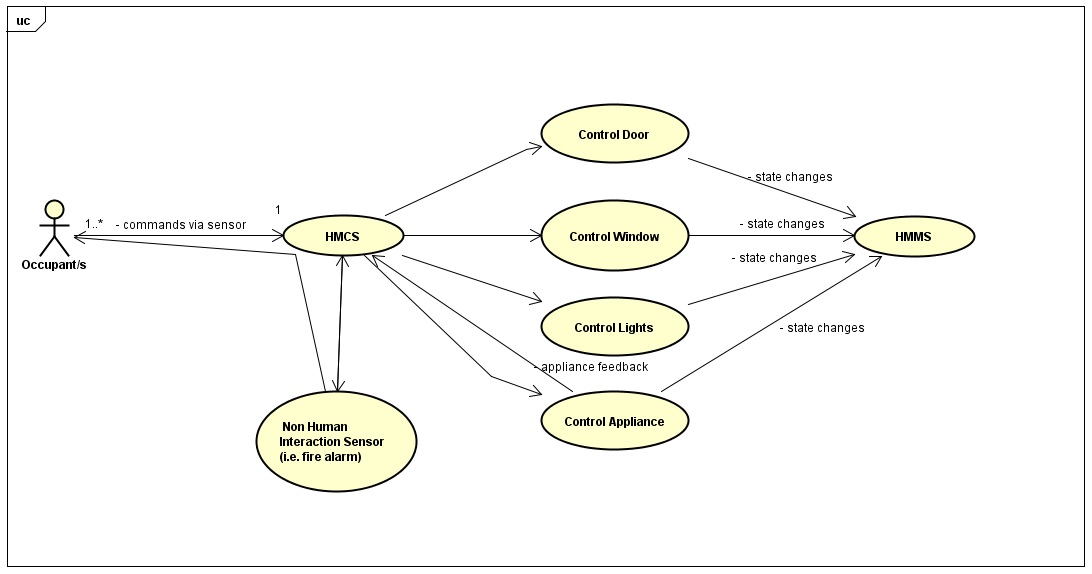 uc
Control Door
- state changes
1..*
- commands via sensor
1
HMCS
Control Window
- state changes
HMMS
Occupant/s
- state changes
Control Lights
- state changes
- appliance feedback
Control Appliance
Non Human
Interaction Sensor
(i.e. fire alarm)